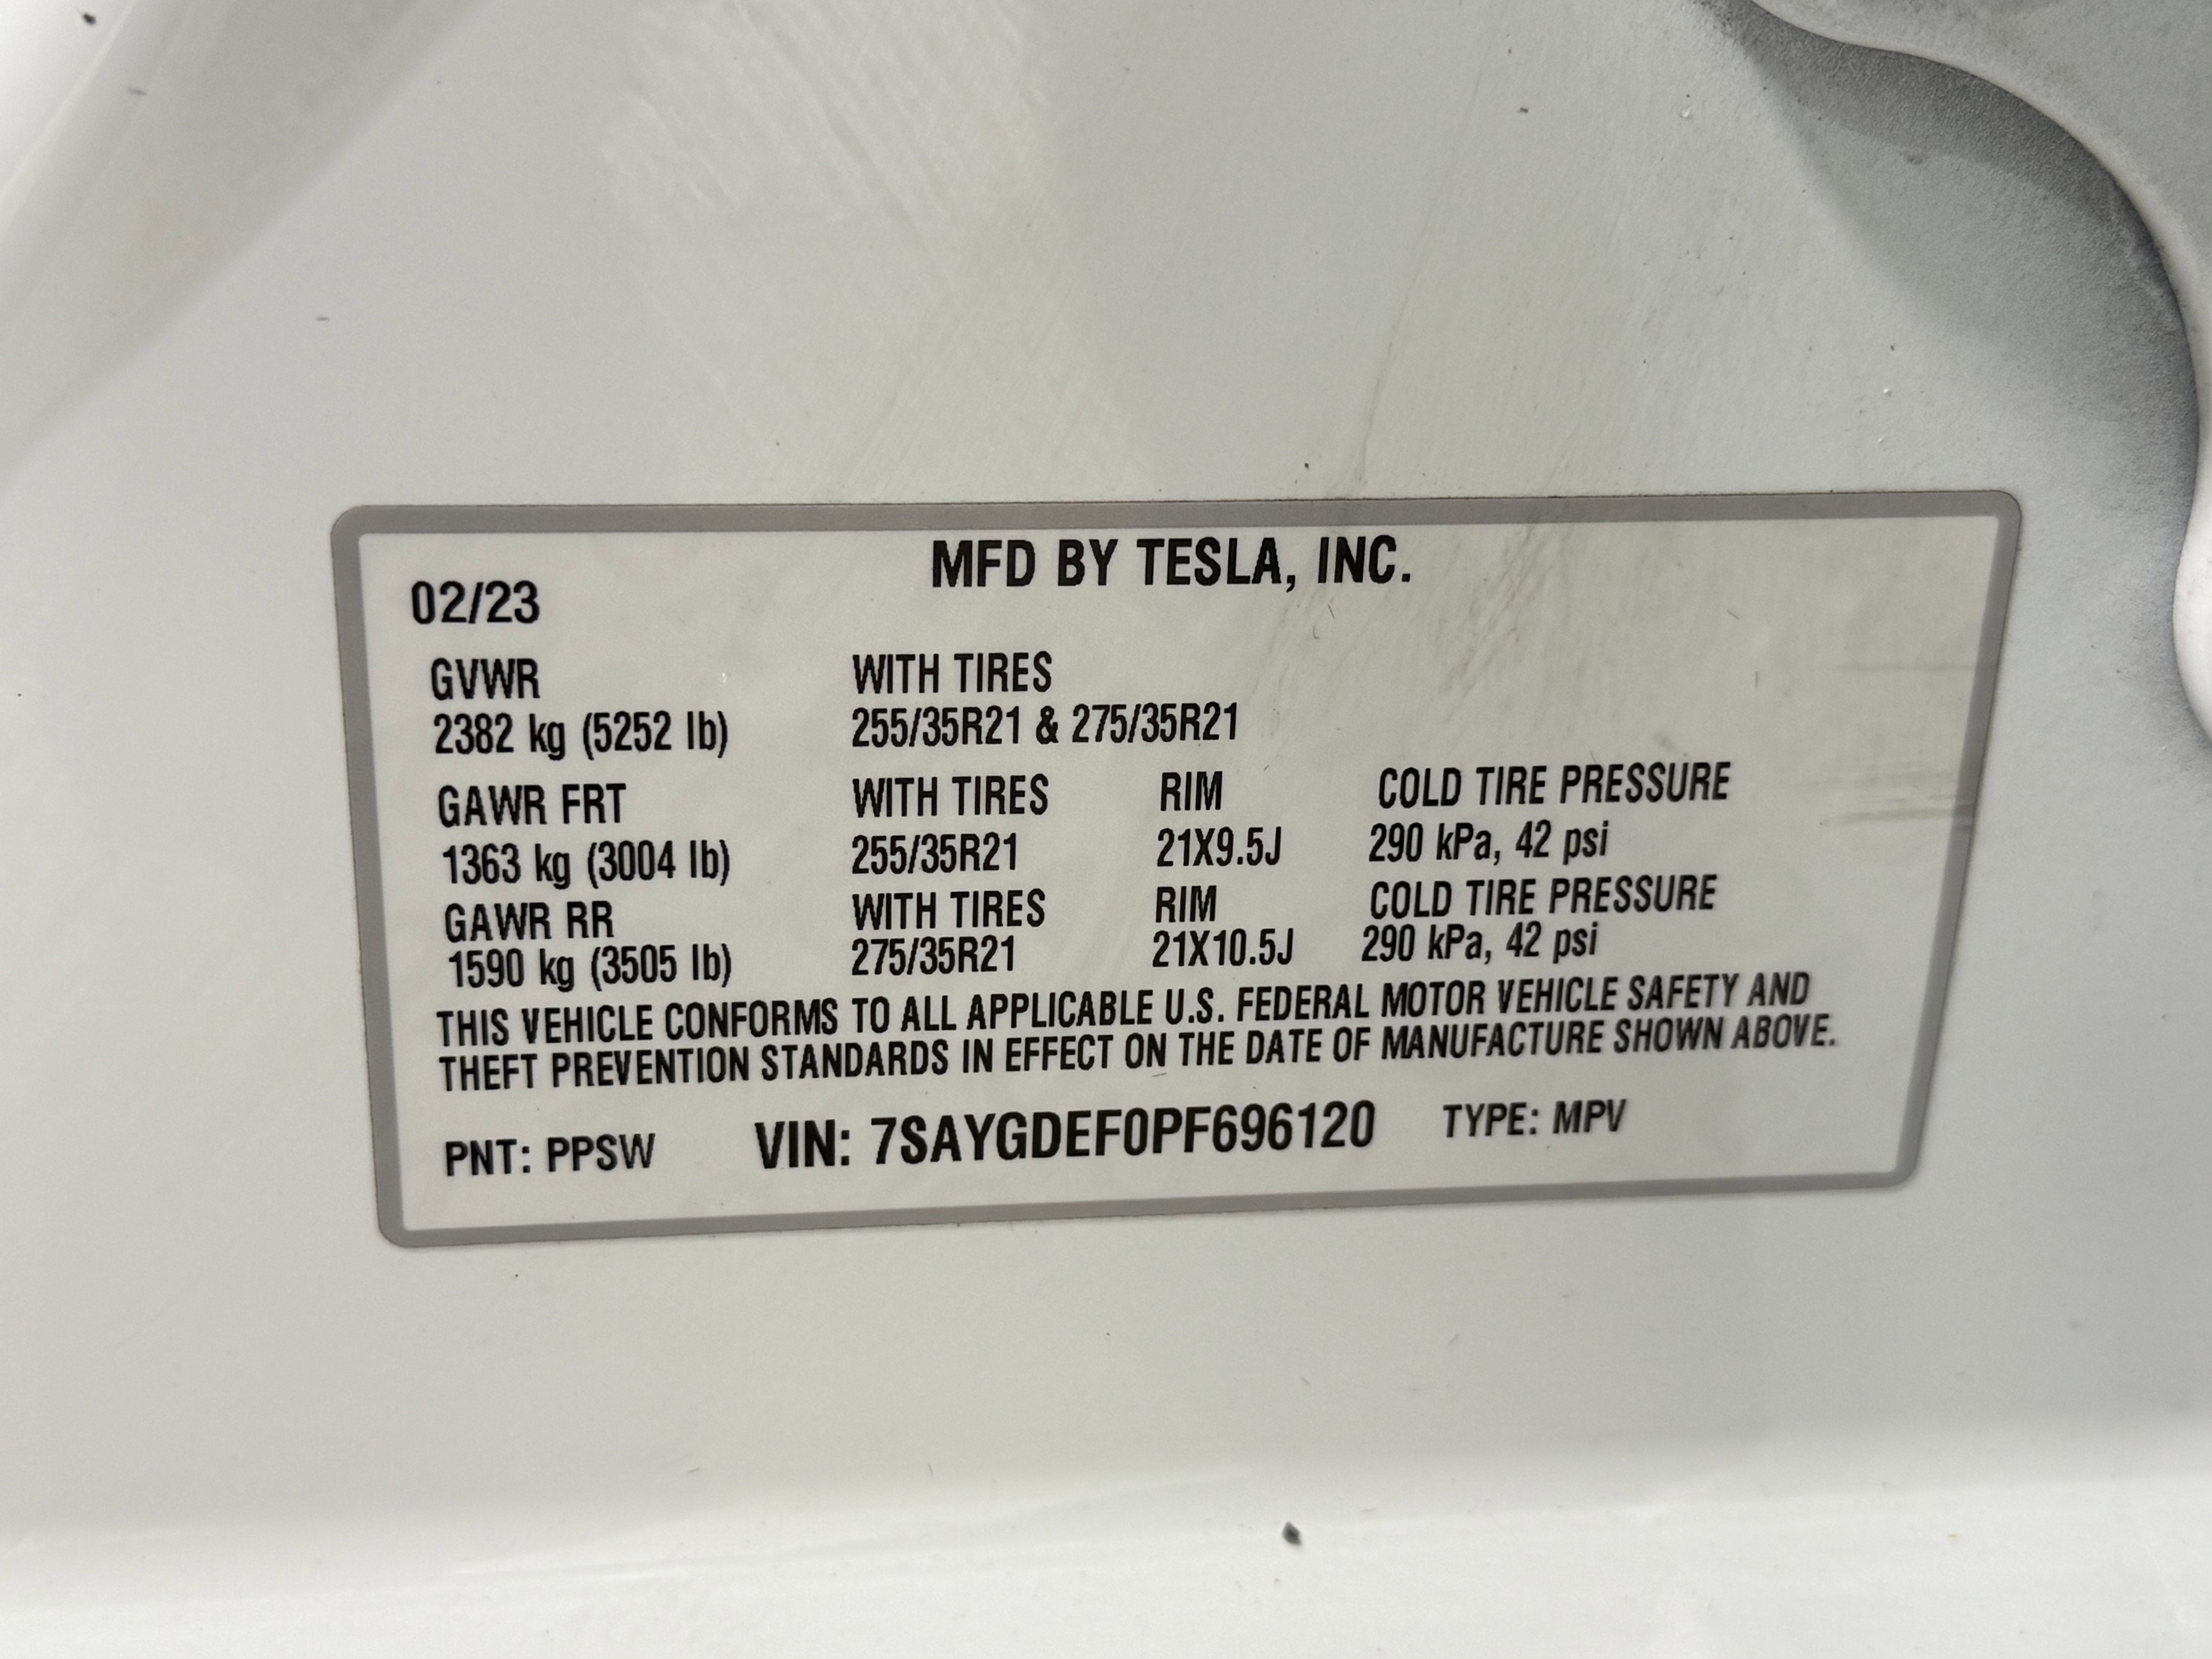 MFD BY TESLA, INC.
02/23
GVWR WITH TIRES
2382 kg (5252 lb) 255/35R21 & 275/35R21
GAWR FRT WITH TIRES RIM COLD TIRE PRESSURE
1363 kg (3004 lb) 255/35R21 21X9.5J 290 kPa, 42 psi
GAWR RR WITH TIRES RIM COLD TIRE PRESSURE
1590 kg (3505 lb) 275/35R21 21X10.5J 290 kPa, 42 psi
THIS VEHICLE CONFORMS TO ALL APPLICABLE U.S. FEDERAL MOTOR VEHICLE SAFETY AND
THEFT PREVENTION STANDARDS IN EFFECT ON THE DATE OF MANUFACTURE SHOWN ABOVE.
PNT: PPSW VIN: 7SAYGDEF0PF696120 TYPE: MPV